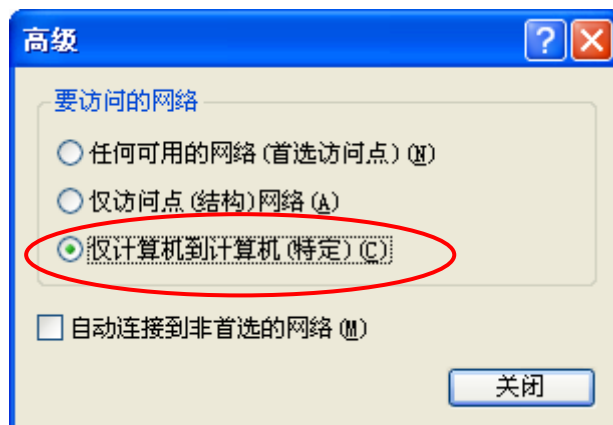 高级
要访问的网络
任何可用的网络(首选访问点)(N)
仅访问点(结构)网络(A)
仅计算机到计算机(特定)(C)
自动连接到非首选的网络(M)
关闭